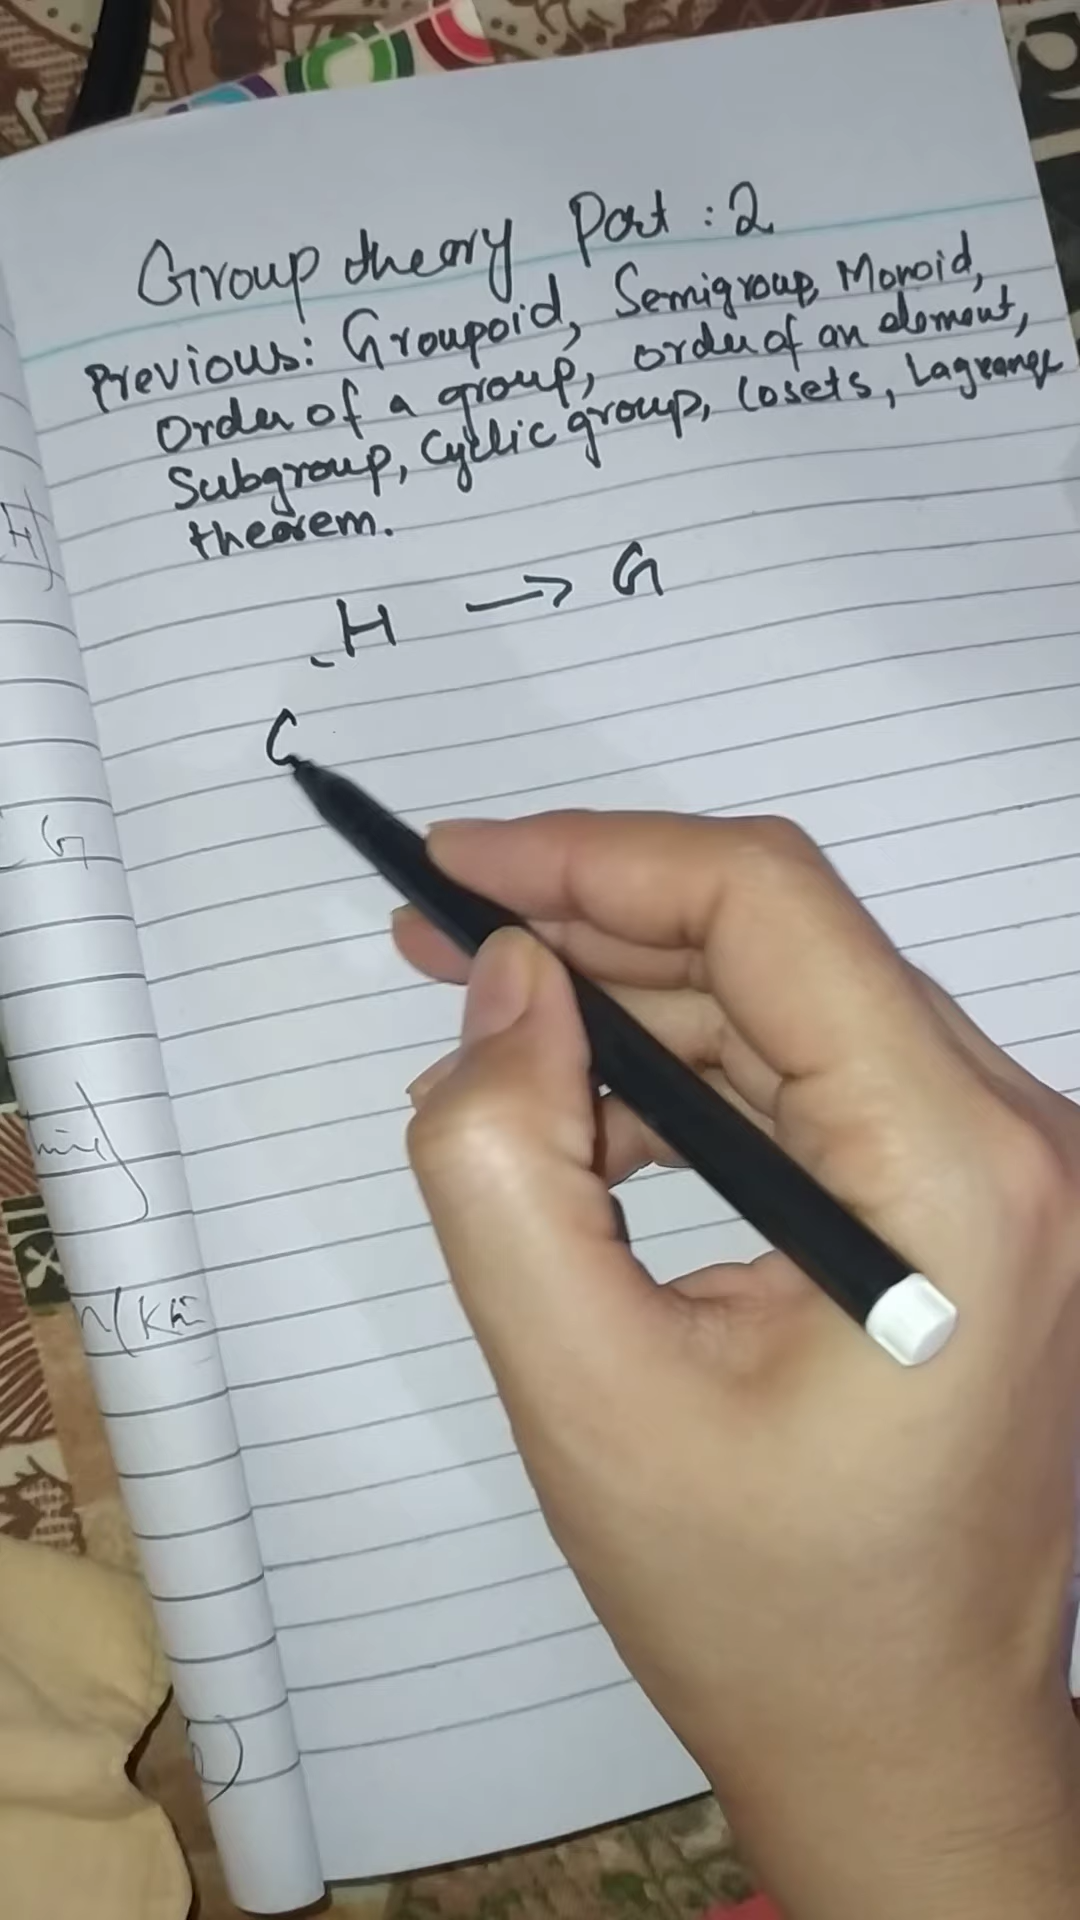 Group theory Part : 2
Previous: Groupoid, Semigroup, Monoid,
Order of a group, order of an element,
Subgroup, Cyclic group, Cosets, Lagrange
theorem.
H → G
C
H
G
n/k